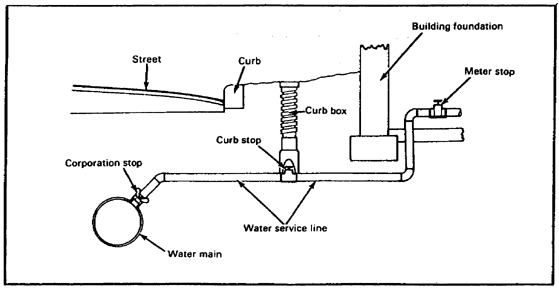 Building foundation
Street
Curb
Meter stop
Curb box
Curb stop
Corporation stop
Water service line
Water main